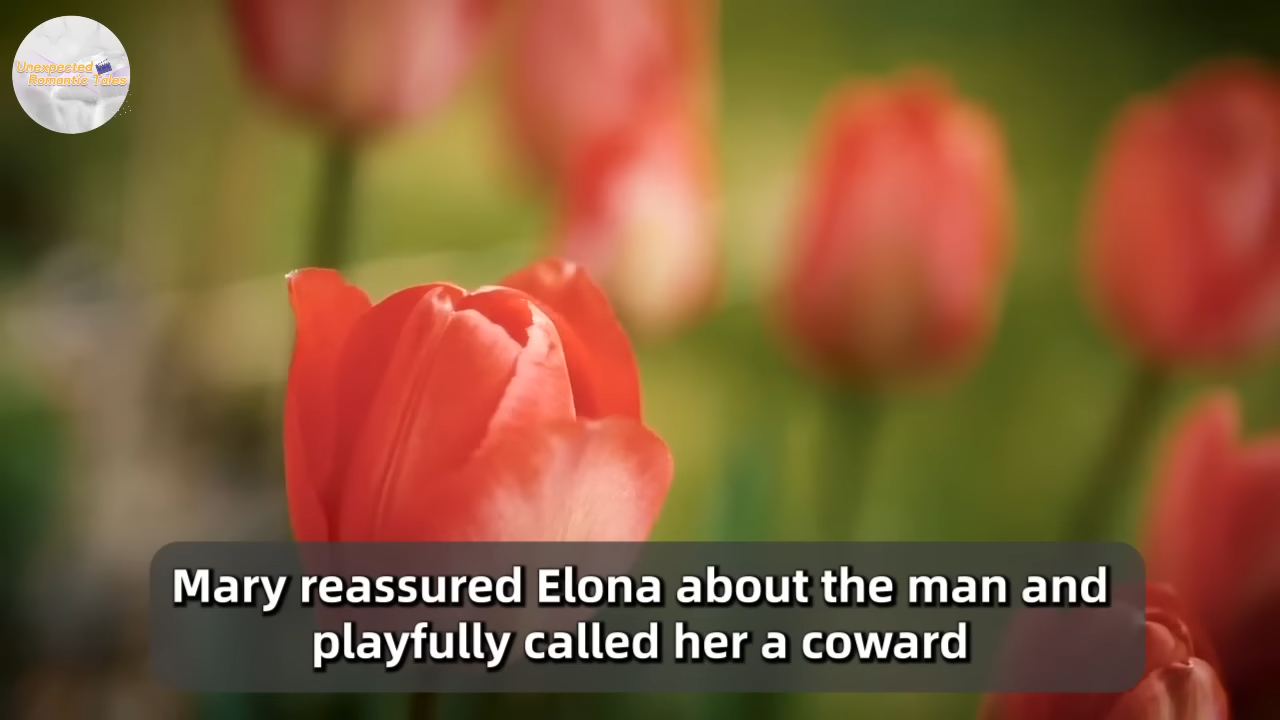 Unexpected
Romantic Tales
Mary reassured Elona about the man and
playfully called her a coward